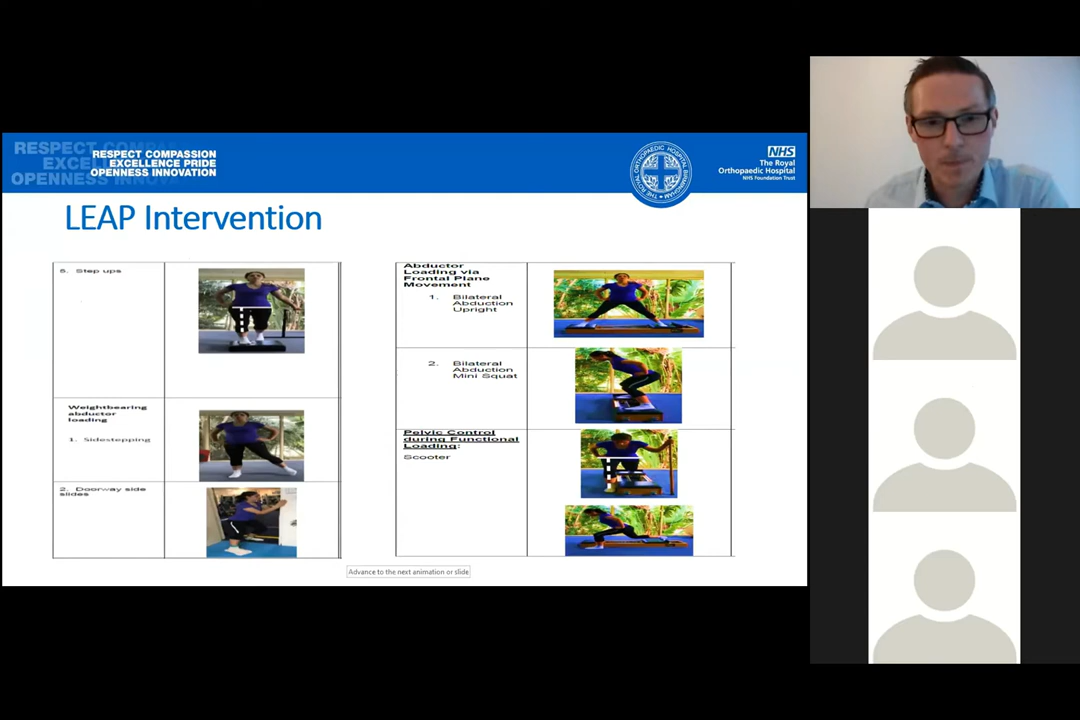 RESPECT COMPASSION
EXCELLENCE PRIDE
OPENNESS INNOVATION
NHS
The Royal
Orthopaedic Hospital
NHS Foundation Trust
LEAP Intervention
5. Step ups
Weightbearing
abductor
loading
1. Sidestepping
2. Doorway side
slides
Abductor
Loading via
Frontal Plane
Movement
1. Bilateral
Abduction
Upright
2. Bilateral
Abduction
Mini Squat
Pelvic Control
during Functional
Loading:
Scooter
Advance to the next animation or slide